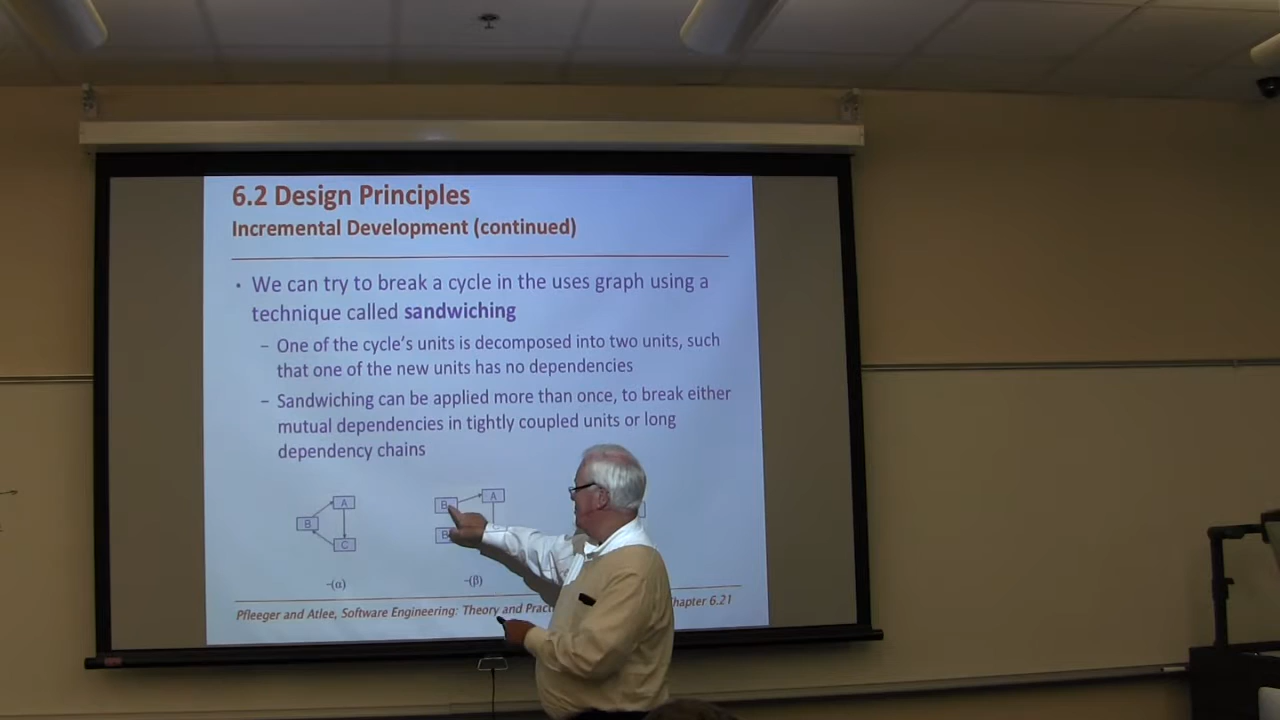 6.2 Design Principles
Incremental Development (continued)
• We can try to break a cycle in the uses graph using a
technique called sandwiching
– One of the cycle's units is decomposed into two units, such
that one of the new units has no dependencies
– Sandwiching can be applied more than once, to break either
mutual dependencies in tightly coupled units or long
dependency chains
A
B
C
B
A
B
–(α)
–(β)
Pfleeger and Atlee, Software Engineering: Theory and
hapter 6.21